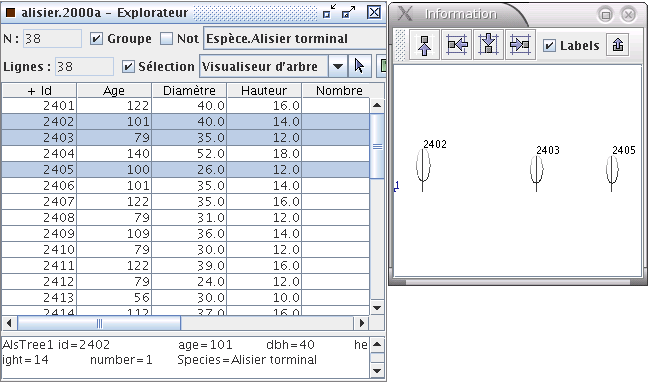 alisier.2000a – Explorateur
N : 38 Groupe Not Espèce.Alisier torminal
Lignes : 38 Sélection Visualiseur d'arbre
+ Id Age Diamètre Hauteur Nombre
2401 122 40.0 16.0
2402 101 40.0 14.0
2403 79 35.0 12.0
2404 140 52.0 18.0
2405 100 26.0 12.0
2406 101 35.0 14.0
2407 122 35.0 16.0
2408 79 31.0 12.0
2409 109 36.0 14.0
2410 79 30.0 12.0
2411 122 39.0 16.0
2412 79 24.0 12.0
2413 56 30.0 10.0
2414 112 37.0 16.0
AlsTree1 id=2402 age=101 dbh=40 he
ight=14 number=1 Species=Alisier torminal
Information
Labels
2402
2403
2405
1